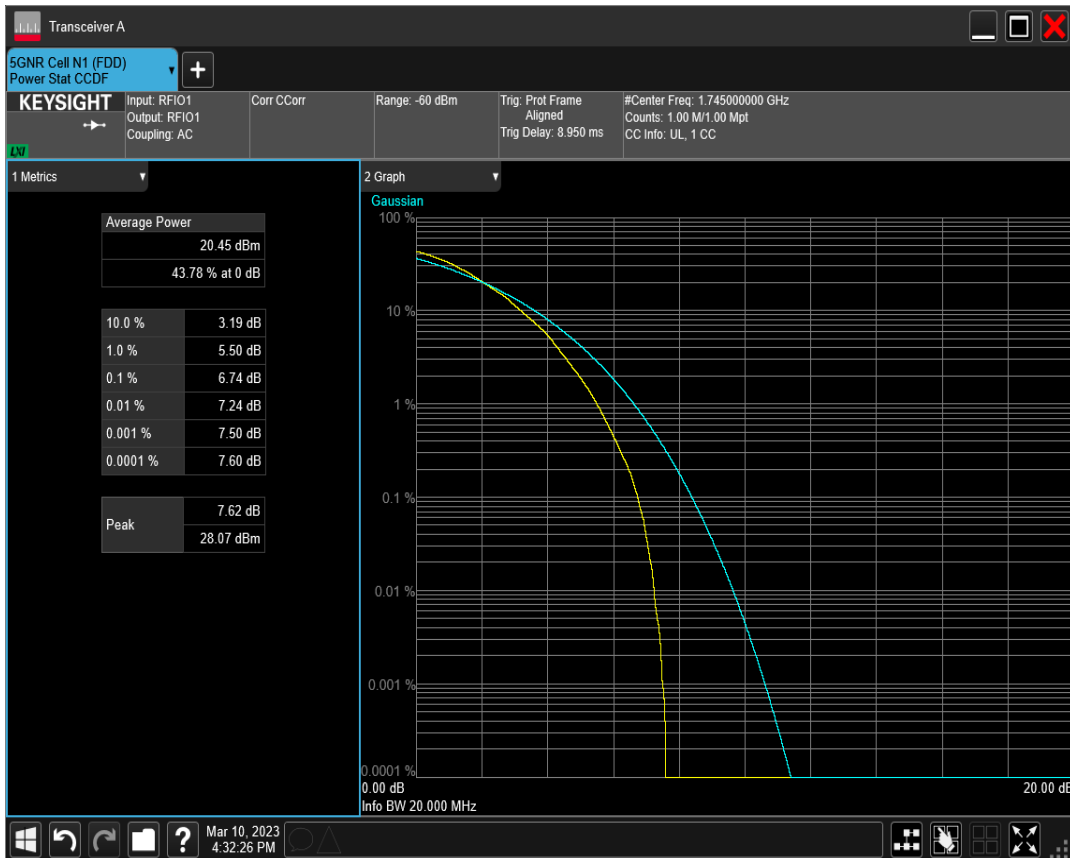 Transceiver A
5GNR Cell N1 (FDD)
Power Stat CCDF
+
KEYSIGHT
LXI
Input: RFIO1
Output: RFIO1
Coupling: AC
Corr CCorr
Range: -60 dBm
Trig: Prot Frame
Aligned
Trig Delay: 8.950 ms
#Center Freq: 1.745000000 GHz
Counts: 1.00 M/1.00 Mpt
CC Info: UL, 1 CC
1 Metrics
Average Power
20.45 dBm
43.78 % at 0 dB
10.0 % 3.19 dB
1.0 % 5.50 dB
0.1 % 6.74 dB
0.01 % 7.24 dB
0.001 % 7.50 dB
0.0001 % 7.60 dB
Peak
7.62 dB
28.07 dBm
2 Graph
Gaussian
100 %
10 %
1 %
0.1 %
0.01 %
0.001 %
0.0001 %
0.00 dB 20.00 dB
Info BW 20.000 MHz
?
Mar 10, 2023
4:32:26 PM